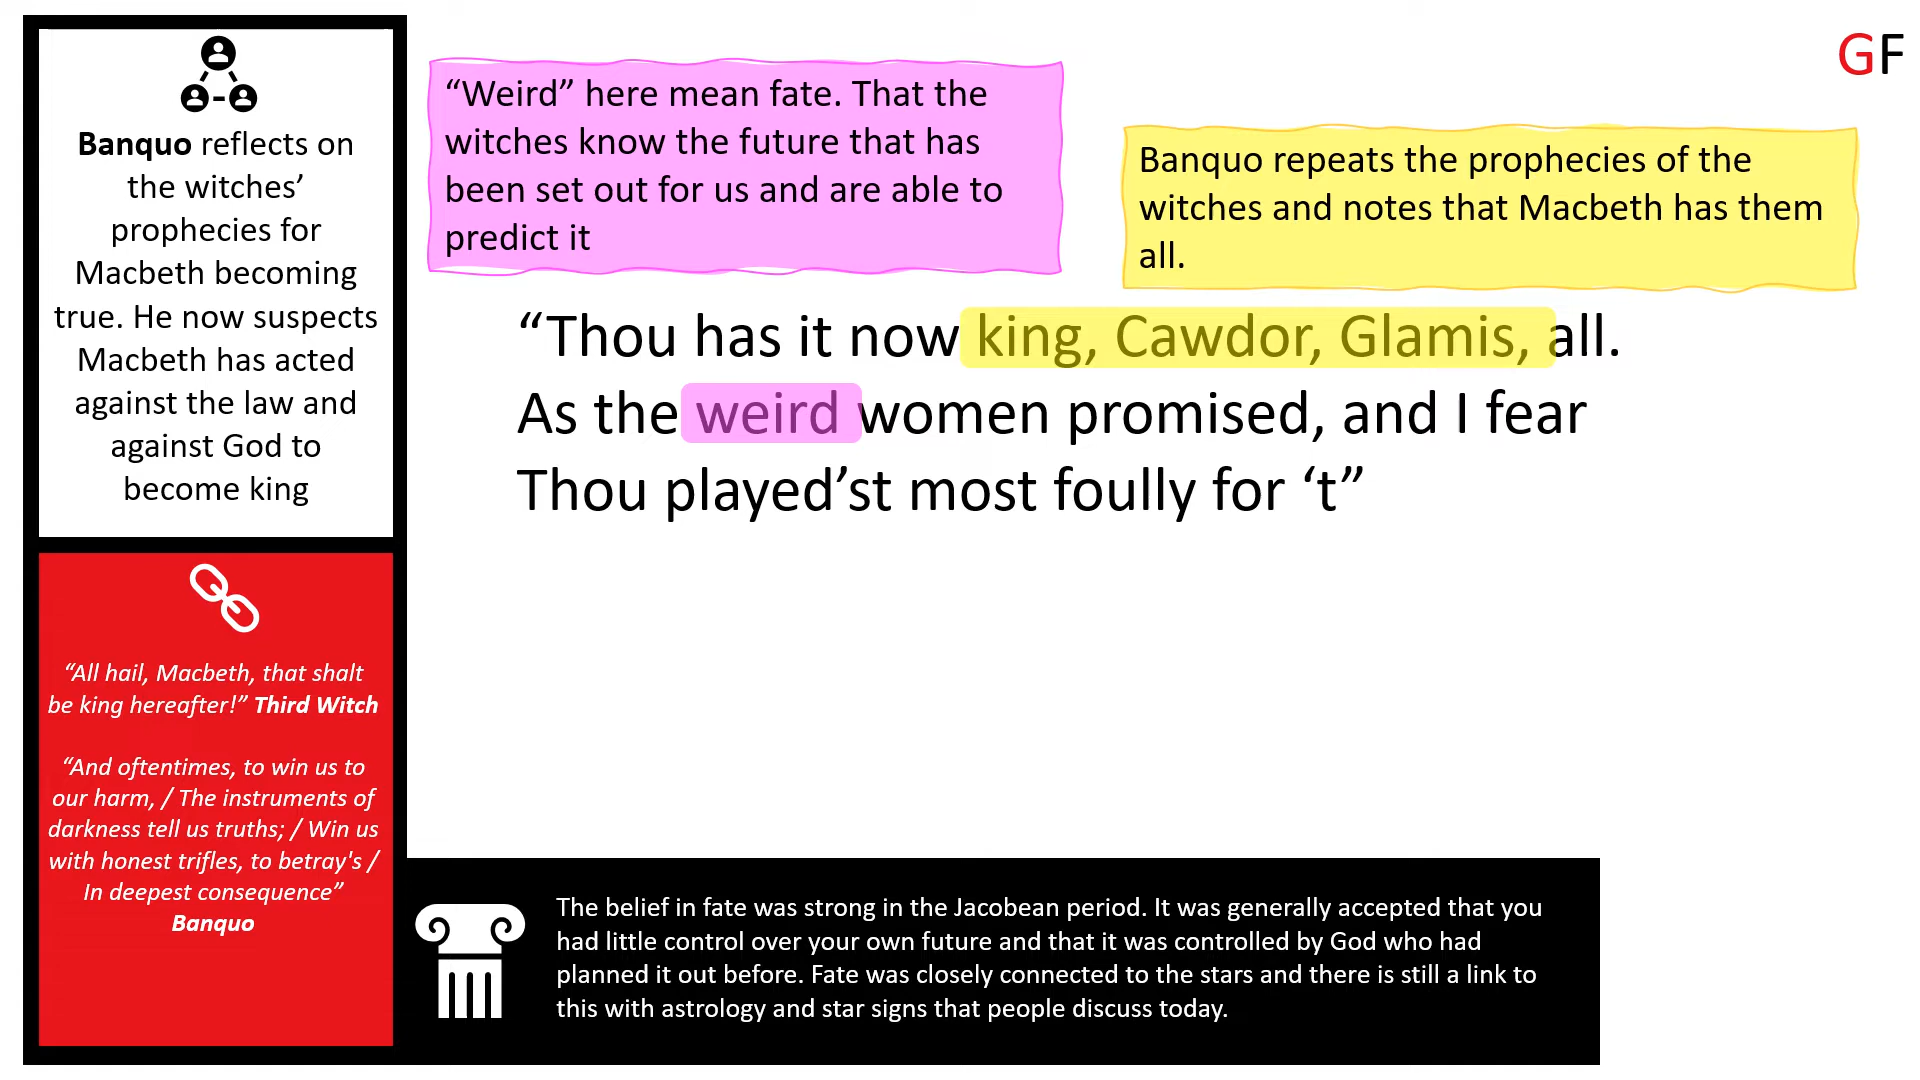 Banquo reflects on
the witches’
prophecies for
Macbeth becoming
true. He now suspects
Macbeth has acted
against the law and
against God to
become king
“All hail, Macbeth, that shalt
be king hereafter!” Third Witch
“And oftentimes, to win us to
our harm, / The instruments of
darkness tell us truths; / Win us
with honest trifles, to betray's /
In deepest consequence”
Banquo
“Weird” here mean fate. That the
witches know the future that has
been set out for us and are able to
predict it
GF
Banquo repeats the prophecies of the
witches and notes that Macbeth has them
all.
“Thou has it now king, Cawdor, Glamis, all.
As the weird women promised, and I fear
Thou played’st most foully for ‘t”
The belief in fate was strong in the Jacobean period. It was generally accepted that you
had little control over your own future and that it was controlled by God who had
planned it out before. Fate was closely connected to the stars and there is still a link to
this with astrology and star signs that people discuss today.